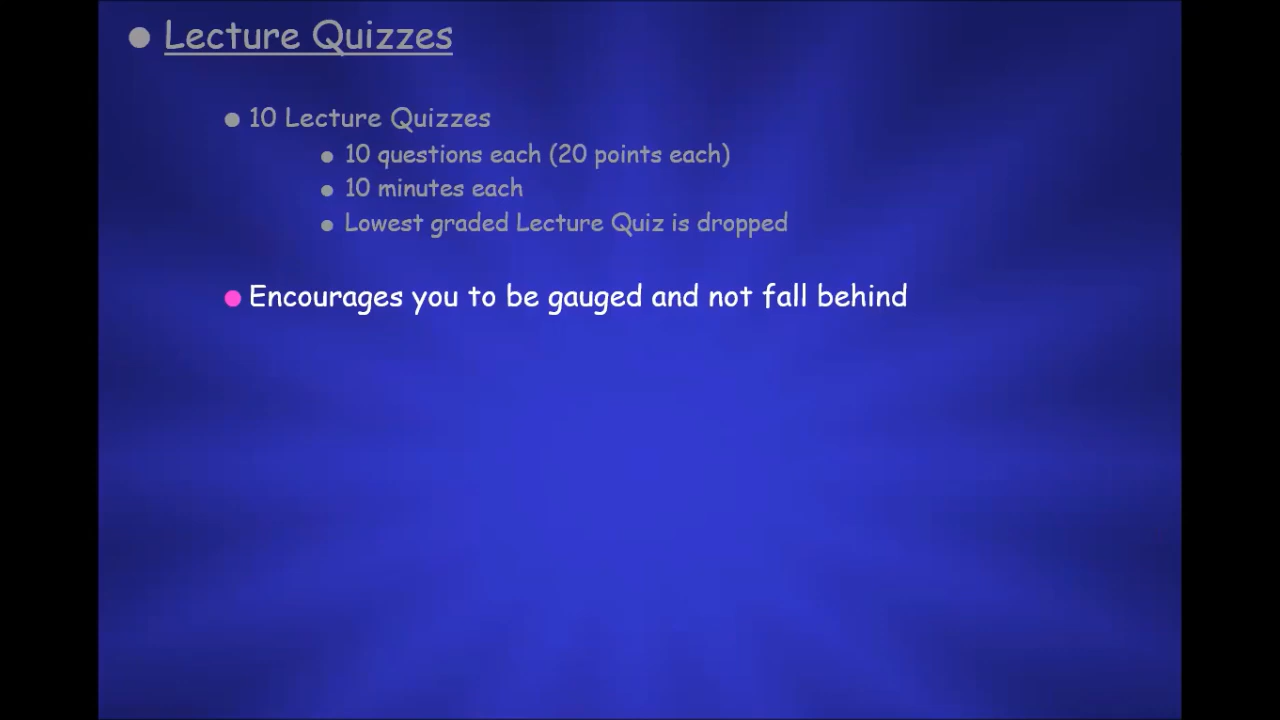 Lecture Quizzes
10 Lecture Quizzes
10 questions each (20 points each)
10 minutes each
Lowest graded Lecture Quiz is dropped
Encourages you to be gauged and not fall behind